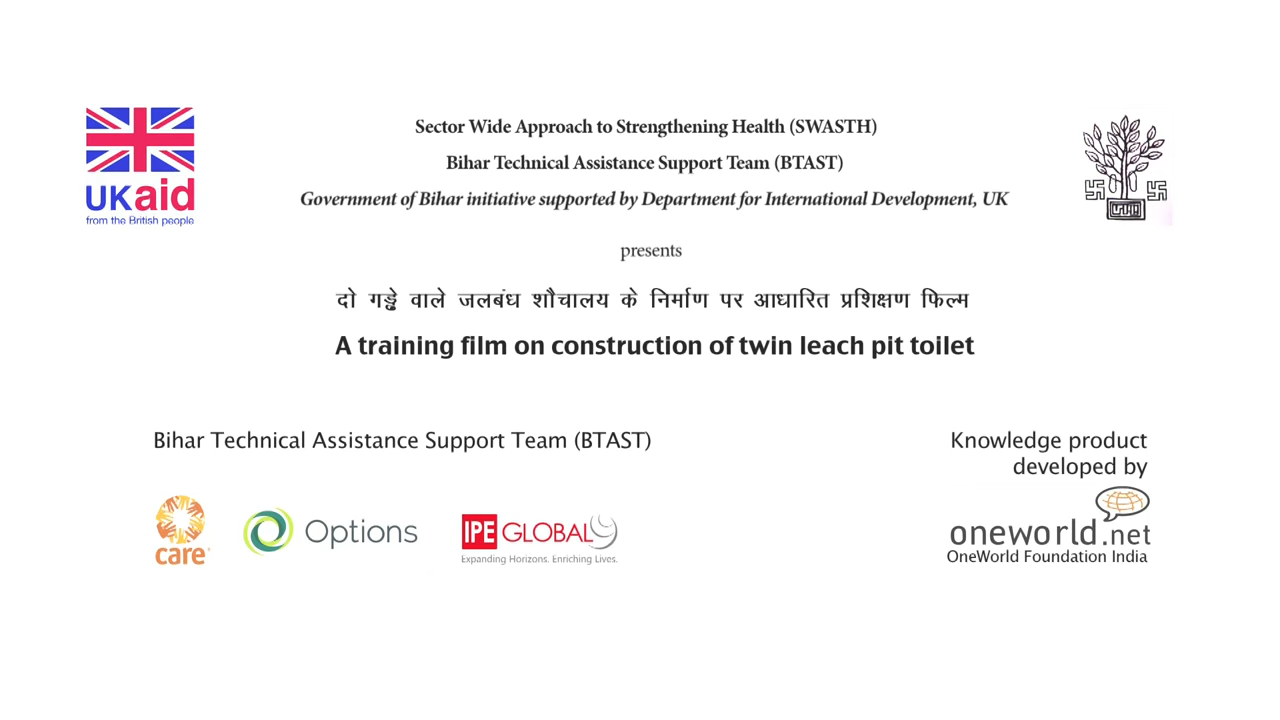 Sector Wide Approach to Strengthening Health (SWASTH)
Bihar Technical Assistance Support Team (BTAST)
Government of Bihar initiative supported by Department for International Development, UK
UKaid
from the British people
presents
दो गड्ढे वाले जलबंध शौचालय के निर्माण पर आधारित प्रशिक्षण फिल्म
A training film on construction of twin leach pit toilet
Bihar Technical Assistance Support Team (BTAST)
care
Options
IPE GLOBAL
Expanding Horizons. Enriching Lives.
Knowledge product
developed by
oneworld.net
OneWorld Foundation India